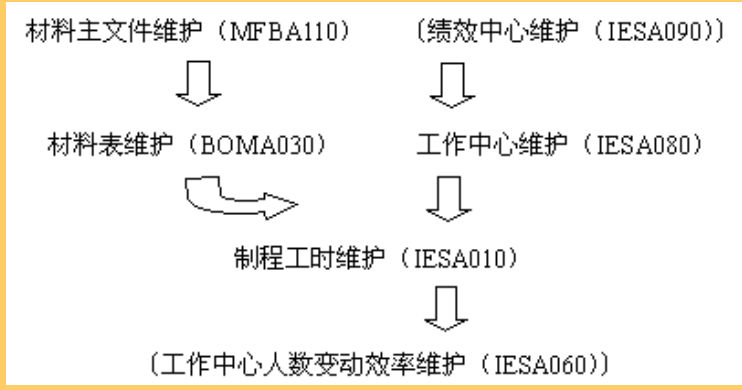 材料主文件维护（MFBA110） 〔绩效中心维护（IESA090)〕
材料表维护（BOMA030） 工作中心维护（IESA080）
制程工时维护（IESA010）
〔工作中心人数变动效率维护（IESA060)〕